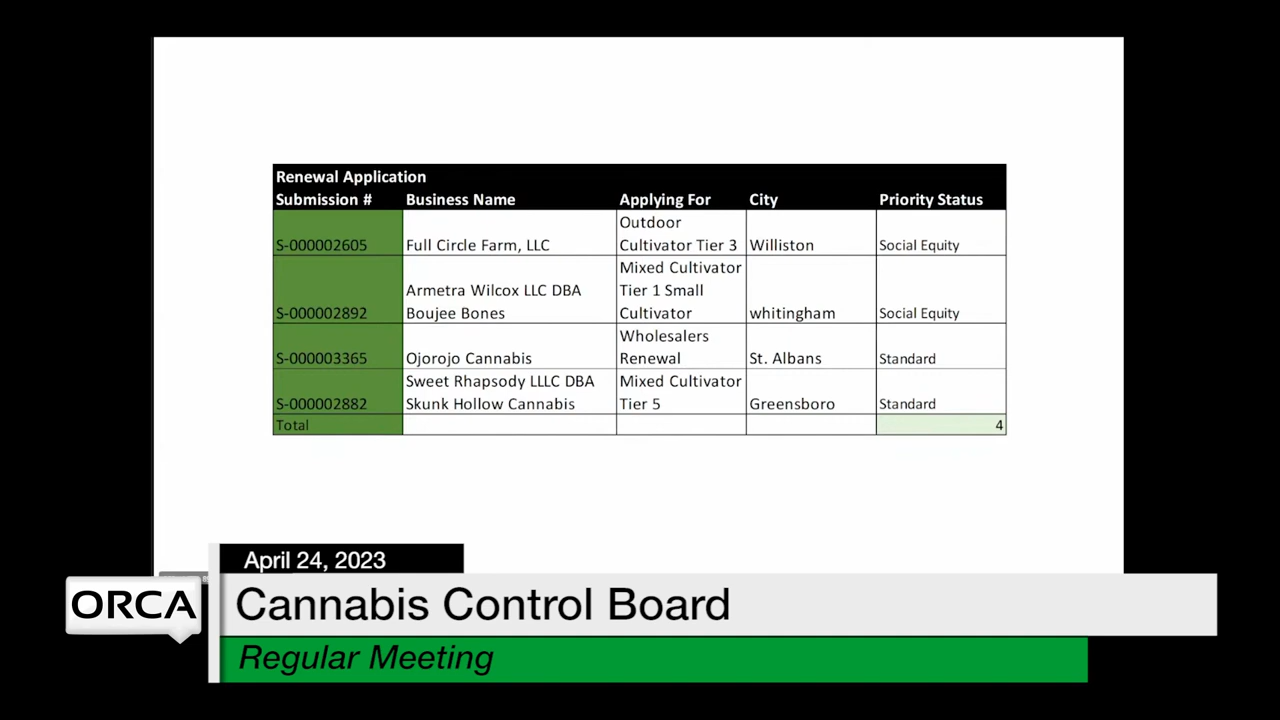 Renewal Application
Submission # Business Name Applying For City Priority Status
Outdoor
S-000002605 Full Circle Farm, LLC Cultivator Tier 3 Williston Social Equity
Mixed Cultivator
Armetra Wilcox LLC DBA Tier 1 Small
S-000002892 Boujee Bones Cultivator whitingham Social Equity
Wholesalers
S-000003365 Ojorojo Cannabis Renewal St. Albans Standard
Sweet Rhapsody LLLC DBA Mixed Cultivator
S-000002882 Skunk Hollow Cannabis Tier 5 Greensboro Standard
Total 4
April 24, 2023
ORCA Cannabis Control Board
Regular Meeting